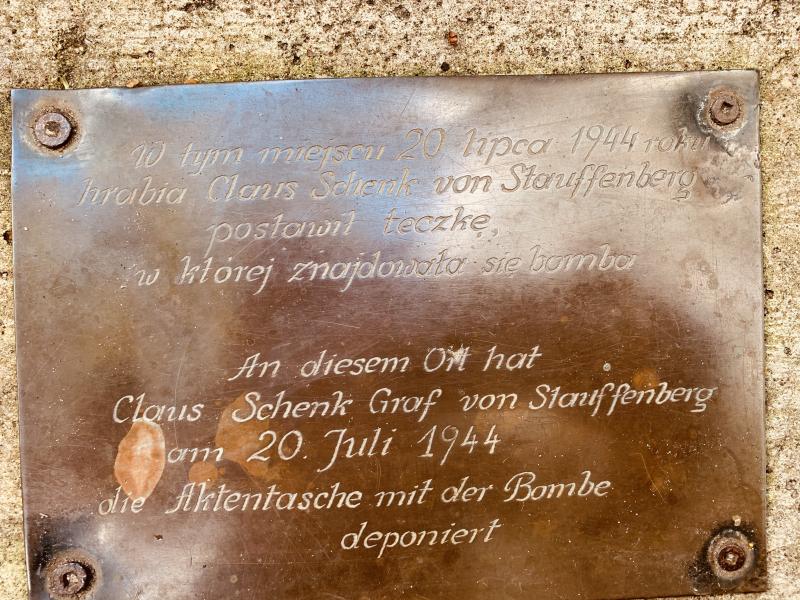 W tym miejscu 20 lipca 1944 roku
hrabia Claus Schenk von Stauffenberg
postawił teczkę,
w której znajdowała się bomba
An diesem Ort hat
Claus Schenk Graf von Stauffenberg
am 20. Juli 1944
die Aktentasche mit der Bombe
deponiert